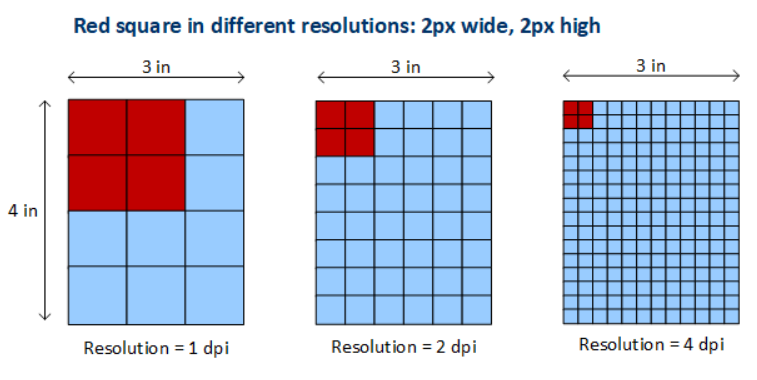 Red square in different resolutions: 2px wide, 2px high
3 in
3 in
3 in
4 in
Resolution = 1 dpi
Resolution = 2 dpi
Resolution = 4 dpi